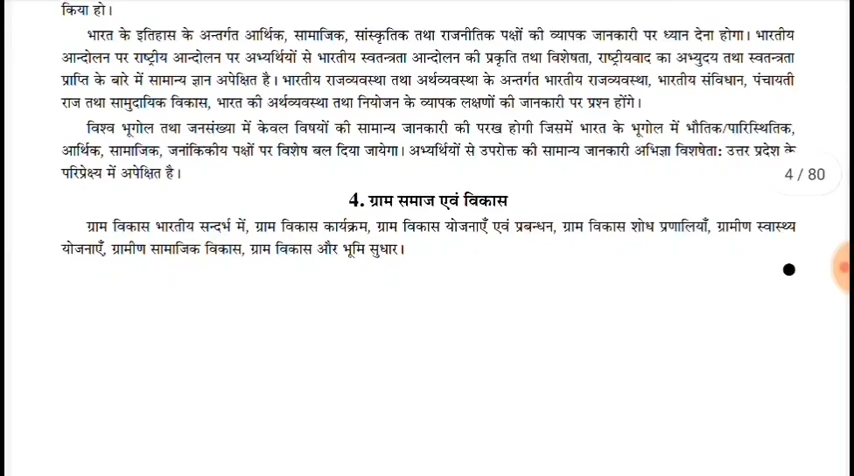 किया हो।
भारत के इतिहास के अन्तर्गत आर्थिक, सामाजिक, सांस्कृतिक तथा राजनीतिक पक्षों की व्यापक जानकारी पर ध्यान देना होगा। भारतीय
आन्दोलन पर राष्ट्रीय आन्दोलन पर अभ्यर्थियों से भारतीय स्वतन्त्रता आन्दोलन की प्रकृति तथा विशेषता, राष्ट्रीयवाद का अभ्युदय तथा स्वतन्त्रता
प्राप्ति के बारे में सामान्य ज्ञान अपेक्षित है। भारतीय राजव्यवस्था तथा अर्थव्यवस्था के अन्तर्गत भारतीय राजव्यवस्था, भारतीय संविधान, पंचायती
राज तथा सामुदायिक विकास, भारत की अर्थव्यवस्था तथा नियोजन के व्यापक लक्षणों की जानकारी पर प्रश्न होंगे।
विश्व भूगोल तथा जनसंख्या में केवल विषयों की सामान्य जानकारी की परख होगी जिसमें भारत के भूगोल में भौतिक/पारिस्थितिक,
आर्थिक, सामाजिक, जनांकिकीय पक्षों पर विशेष बल दिया जायेगा। अभ्यर्थियों से उपरोक्त की सामान्य जानकारी अभिज्ञा विशषेता: उत्तर प्रदेश के
परिप्रेक्ष्य में अपेक्षित है।
4 / 80
4. ग्राम समाज एवं विकास
ग्राम विकास भारतीय सन्दर्भ में, ग्राम विकास कार्यक्रम, ग्राम विकास योजनाएँ एवं प्रबन्धन, ग्राम विकास शोध प्रणालियाँ, ग्रामीण स्वास्थ्य
योजनाएँ, ग्रामीण सामाजिक विकास, ग्राम विकास और भूमि सुधार।